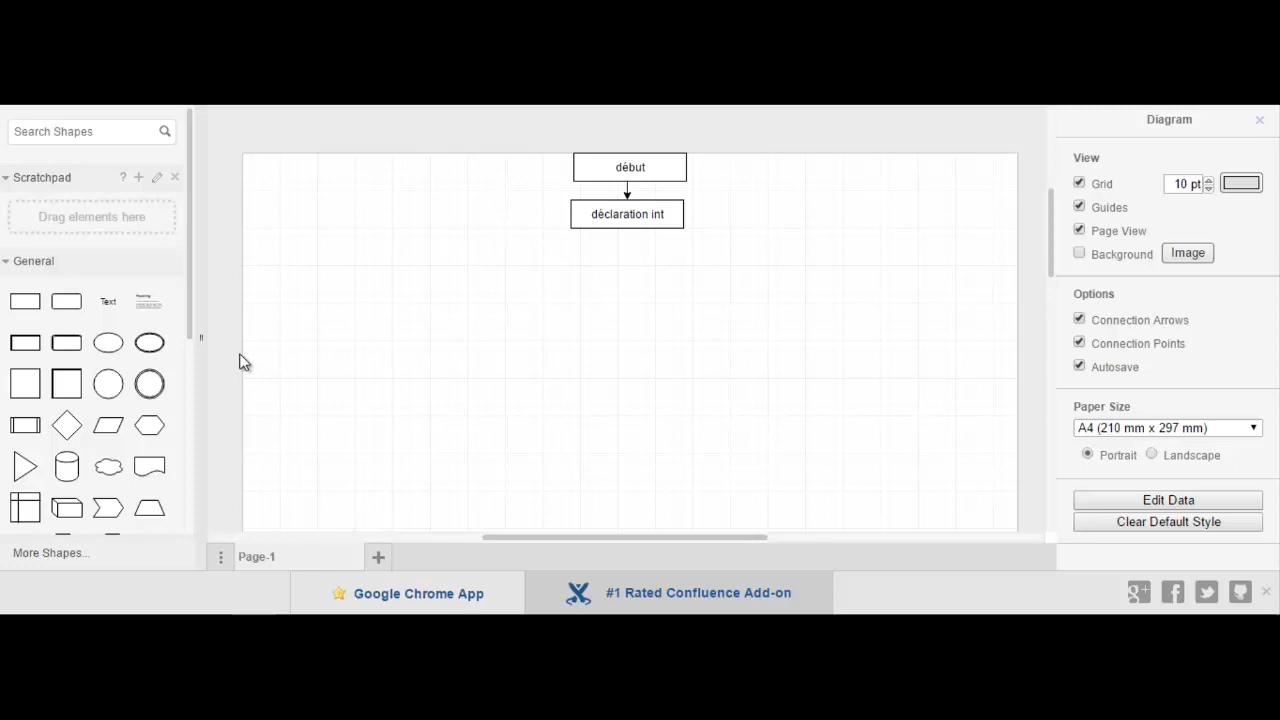 Search Shapes
Scratchpad
?
Drag elements here
General
Text
More Shapes...
début
déclaration int
Page-1
Diagram
View
Grid
10 pt
Guides
Page View
Background
Image
Options
Connection Arrows
Connection Points
Autosave
Paper Size
A4 (210 mm x 297 mm)
Portrait
Landscape
Edit Data
Clear Default Style
Google Chrome App
#1 Rated Confluence Add-on
g+